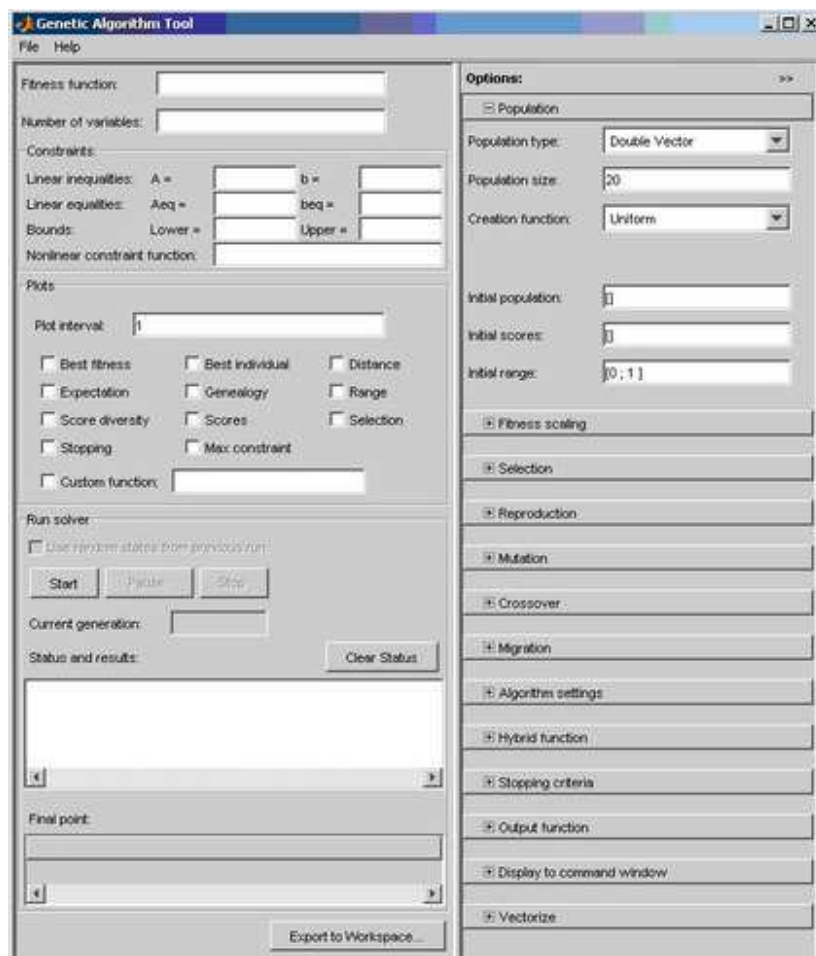 Genetic Algorithm Tool
File Help
Fitness function:
Number of variables:
Constraints:
Linear inequalities: A = b =
Linear equalities: Aeq = beq =
Bounds: Lower = Upper =
Nonlinear constraint function:
Plots
Plot interval: 1
Best fitness Best individual Distance
Expectation Genealogy Range
Score diversity Scores Selection
Stopping Max constraint
Custom function:
Run solver
Use random states from previous run
Start Pause Stop
Current generation:
Status and results: Clear Status
Final point:
Export to Workspace...
Options: >>
Population
Population type: Double Vector
Population size: 20
Creation function: Uniform
Initial population: []
Initial scores: []
Initial range: [0 ; 1 ]
Fitness scaling
Selection
Reproduction
Mutation
Crossover
Migration
Algorithm settings
Hybrid function
Stopping criteria
Output function
Display to command window
Vectorize